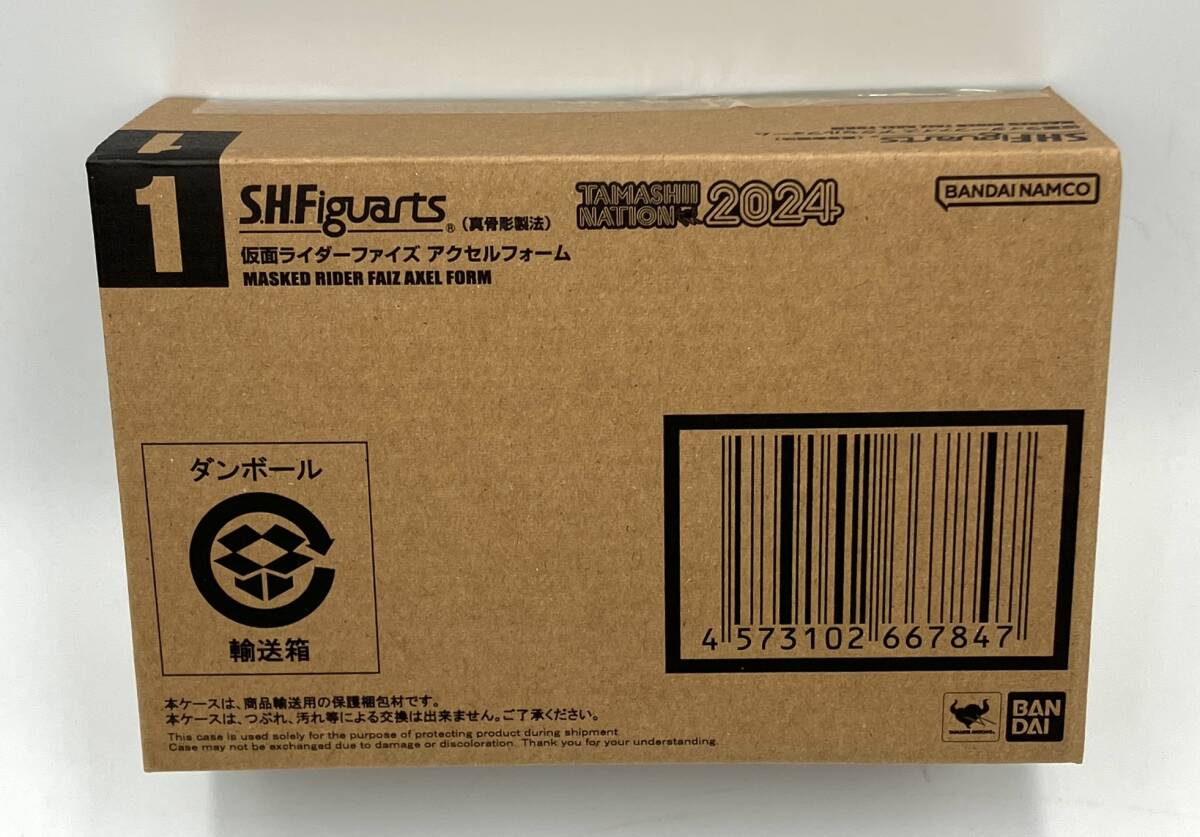 1
S.H.Figuarts
1
S.H.Figuarts® (真骨彫製法)
TAMASHII NATION 2024
BANDAI NAMCO
仮面ライダーファイズ アクセルフォーム
MASKED RIDER FAIZ AXEL FORM
ダンボール
輸送箱
4 573102 667847
本ケースは、商品輸送用の保護梱包材です。
本ケースは、つぶれ、汚れ等による交換は出来ません。ご了承ください。
This case is used solely for the purpose of protecting product during shipment.
Case may not be exchanged due to damage or discoloration. Thank you for your understanding.
TAMASHII NATIONS
BAN
DAI